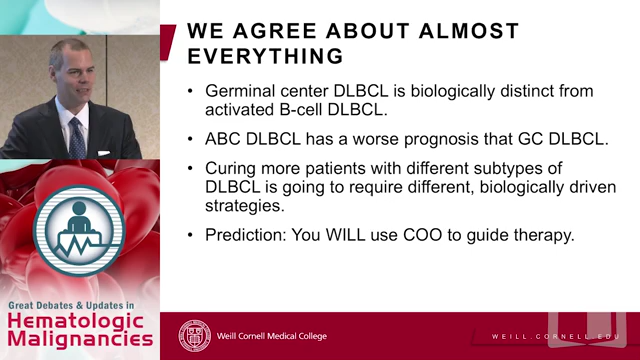 WE AGREE ABOUT ALMOST
EVERYTHING
• Germinal center DLBCL is biologically distinct from
activated B-cell DLBCL.
• ABC DLBCL has a worse prognosis that GC DLBCL.
• Curing more patients with different subtypes of
DLBCL is going to require different, biologically driven
strategies.
• Prediction: You WILL use COO to guide therapy.
Great Debates & Updates in
Hematologic
Malignancies
Weill Cornell Medical College
WEILL.CORNELL.EDU